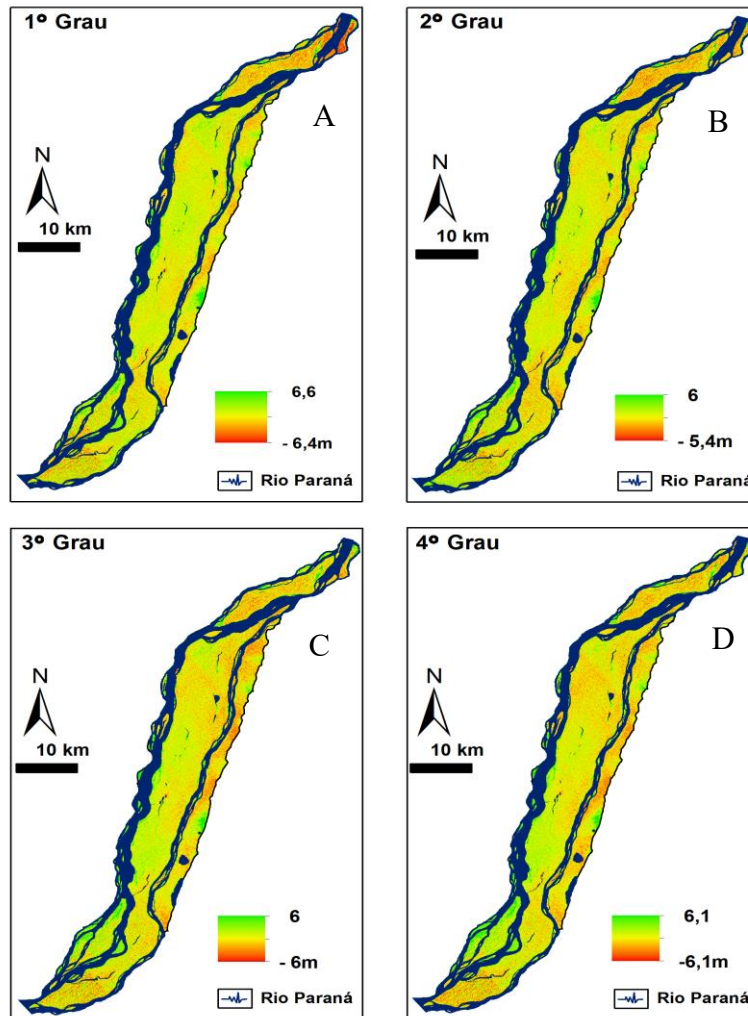 1º Grau
A
N
10 km
6,6
- 6,4m
Rio Paraná
2º Grau
B
N
10 km
6
- 5,4m
Rio Paraná
3º Grau
C
N
10 km
6
- 6m
Rio Paraná
4º Grau
D
N
10 km
6,1
-6,1m
Rio Paraná